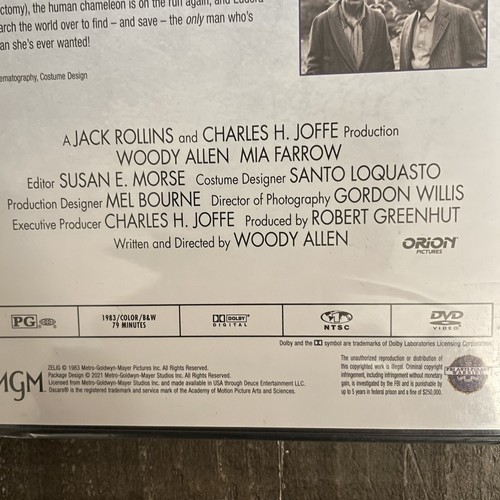 ctomy), the human chameleon is on the run again, and Eudora
arch the world over to find – and save – the only man who's
an she's ever wanted!
ematography, Costume Design
A JACK ROLLINS and CHARLES H. JOFFE Production
WOODY ALLEN MIA FARROW
Editor SUSAN E. MORSE Costume Designer SANTO LOQUASTO
Production Designer MEL BOURNE Director of Photography GORDON WILLIS
Executive Producer CHARLES H. JOFFE Produced by ROBERT GREENHUT
Written and Directed by WOODY ALLEN
ORION
PICTURES
PG
1983/COLOR/B&W
79 MINUTES
DOLBY
DIGITAL
NTSC
DVD
VIDEO
Dolby and the DD symbol are trademarks of Dolby Laboratories Licensing Corporation
MGM
ZELIG © 1983 Metro-Goldwyn-Mayer Pictures Inc. All Rights Reserved.
Package Design © 2021 Metro-Goldwyn-Mayer Studios Inc. All Rights Reserved.
Licensed from Metro-Goldwyn-Mayer Studios Inc. and made available in USA through Deuce Entertainment LLC.
Oscars® is the registered trademark and service mark of the Academy of Motion Picture Arts and Sciences.
The unauthorized reproduction or distribution of
this copyrighted work is illegal. Criminal copyright
infringement, including infringement without monetary
gain, is investigated by the FBI and is punishable by
up to 5 years in federal prison and a fine of $250,000.